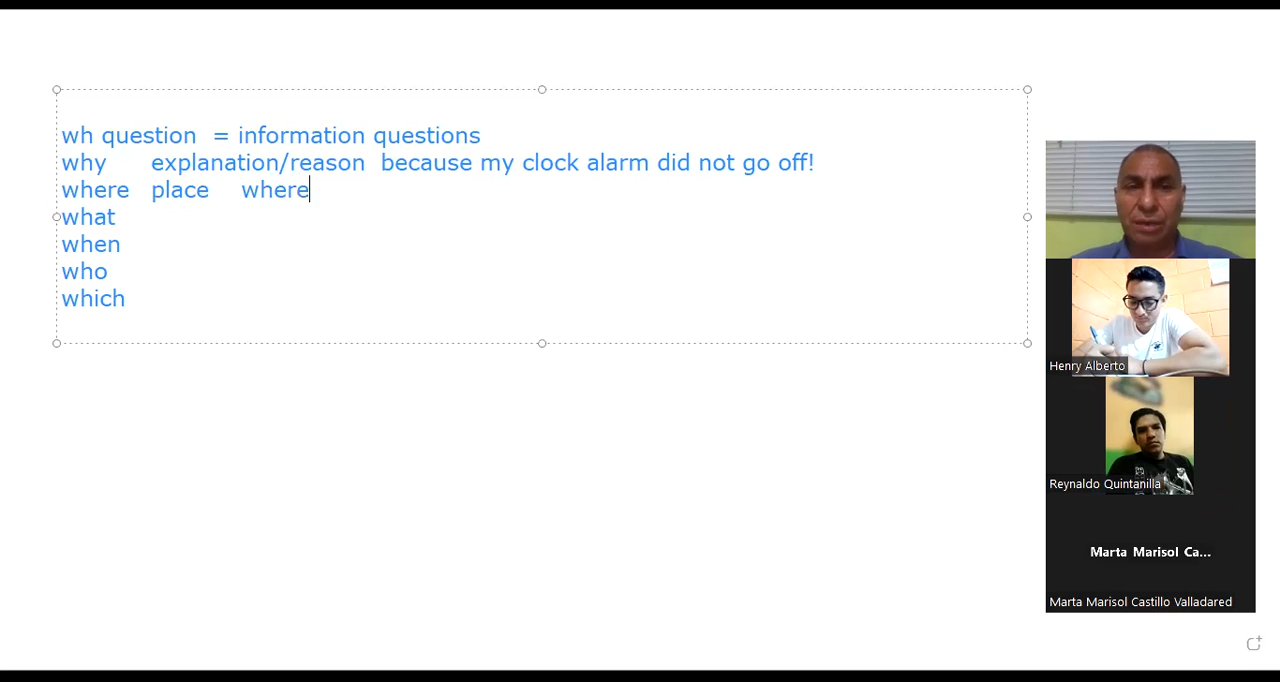 wh question = information questions
why explanation/reason because my clock alarm did not go off!
where place where
what
when
who
which
Henry Alberto
Reynaldo Quintanilla
Marta Marisol Ca...
Marta Marisol Castillo Valladared